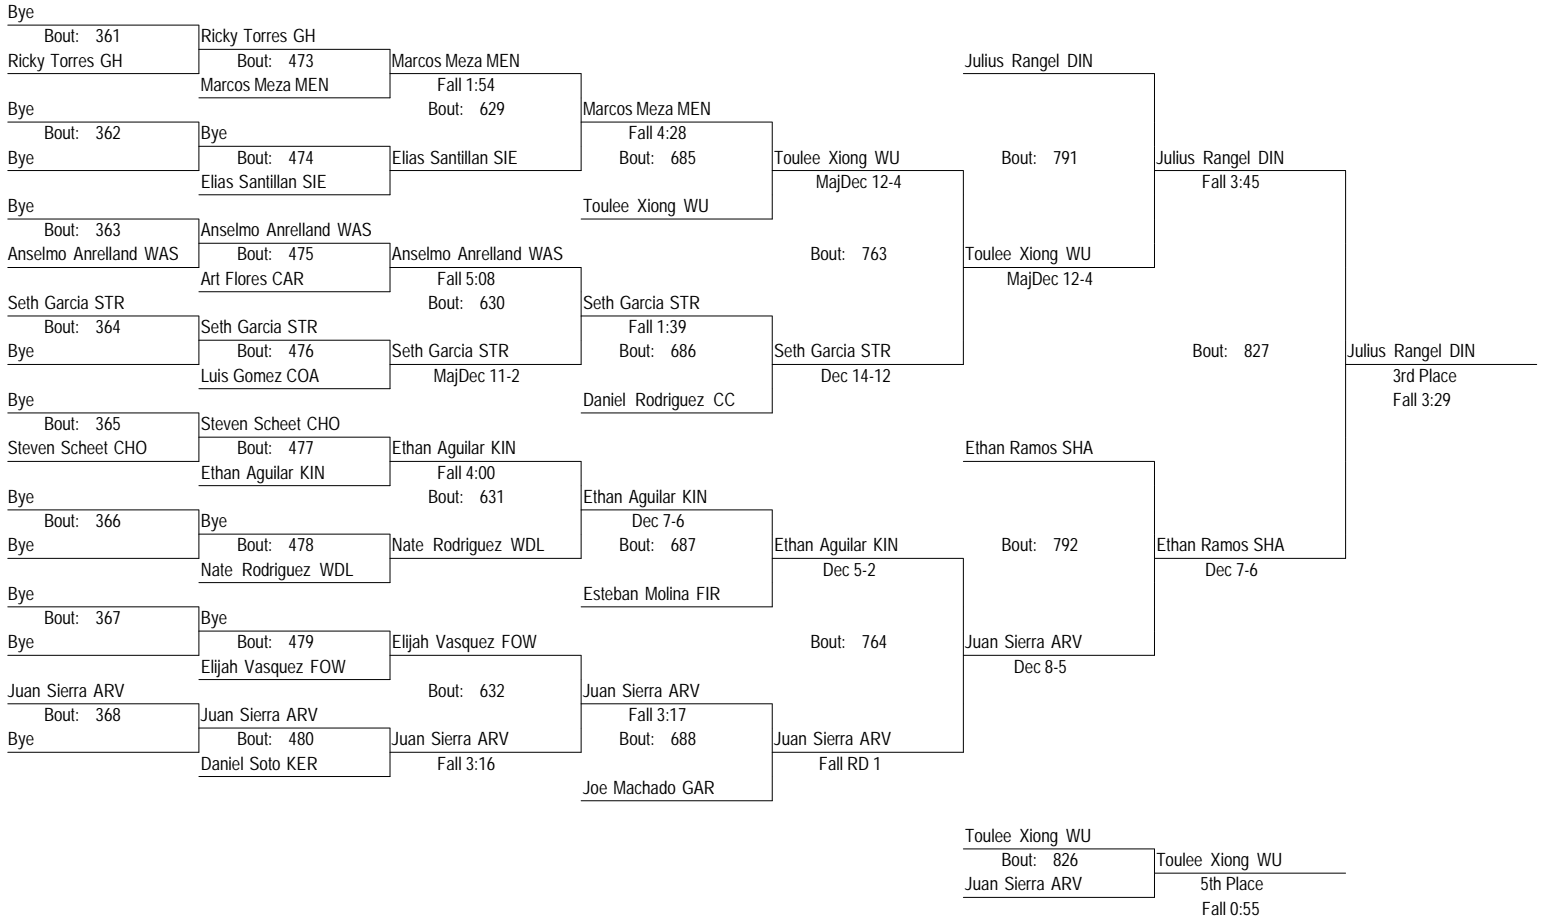 Bye
Bout: 361
Ricky Torres GH
Ricky Torres GH
Bout: 473
Marcos Meza MEN
Marcos Meza MEN
Fall 1:54
Bout: 629
Bye
Bout: 362
Bye
Bye
Bout: 474
Elias Santillan SIE
Elias Santillan SIE
Marcos Meza MEN
Fall 4:28
Bout: 685
Toulee Xiong WU
Toulee Xiong WU
MajDec 12-4
Bye
Bout: 363
Anselmo Anrelland WAS
Anselmo Anrelland WAS
Bout: 475
Art Flores CAR
Anselmo Anrelland WAS
Fall 5:08
Bout: 630
Seth Garcia STR
Bout: 364
Bye
Seth Garcia STR
Bout: 476
Luis Gomez COA
Seth Garcia STR
MajDec 11-2
Seth Garcia STR
Fall 1:39
Bout: 686
Daniel Rodriguez CC
Seth Garcia STR
Dec 14-12
Bout: 763
Toulee Xiong WU
MajDec 12-4
Julius Rangel DIN
Bout: 791
Julius Rangel DIN
Fall 3:45
Bye
Bout: 365
Steven Scheet CHO
Steven Scheet CHO
Bout: 477
Ethan Aguilar KIN
Ethan Aguilar KIN
Fall 4:00
Bout: 631
Bye
Bout: 366
Bye
Bye
Bout: 478
Nate Rodriguez WDL
Nate Rodriguez WDL
Ethan Aguilar KIN
Dec 7-6
Bout: 687
Esteban Molina FIR
Ethan Aguilar KIN
Dec 5-2
Bye
Bout: 367
Bye
Bye
Bout: 479
Elijah Vasquez FOW
Elijah Vasquez FOW
Bout: 632
Juan Sierra ARV
Bout: 368
Bye
Juan Sierra ARV
Bout: 480
Daniel Soto KER
Juan Sierra ARV
Fall 3:16
Juan Sierra ARV
Fall 3:17
Bout: 688
Joe Machado GAR
Juan Sierra ARV
Fall RD 1
Bout: 764
Juan Sierra ARV
Dec 8-5
Ethan Ramos SHA
Bout: 792
Ethan Ramos SHA
Dec 7-6
Bout: 827
Julius Rangel DIN
3rd Place
Fall 3:29
Toulee Xiong WU
Bout: 826
Juan Sierra ARV
Toulee Xiong WU
5th Place
Fall 0:55